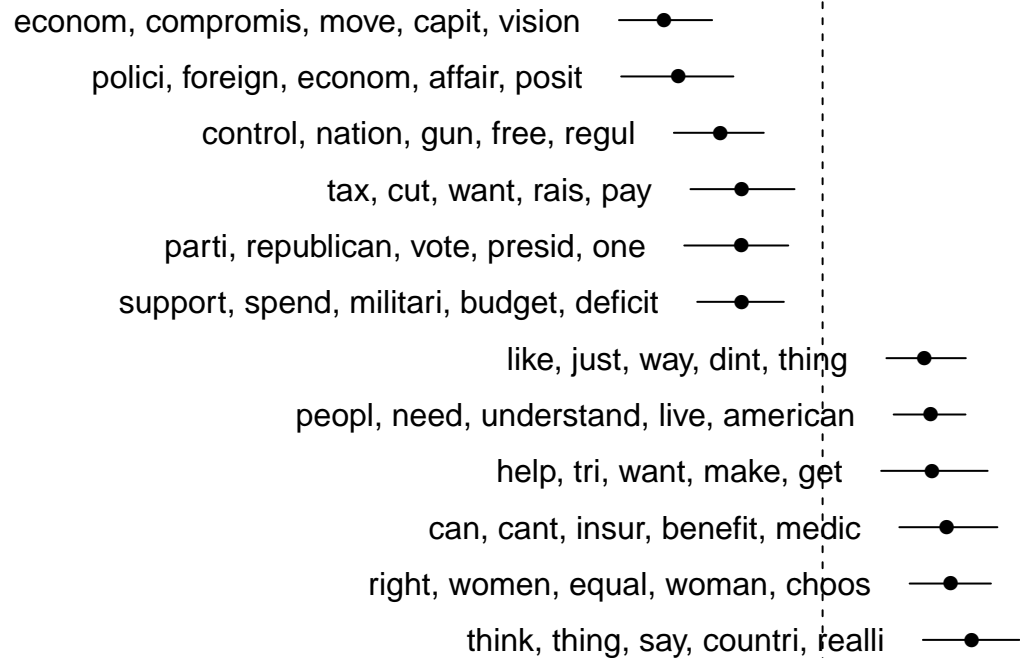 econom, compromis, move, capit, vision
polici, foreign, econom, affair, posit
control, nation, gun, free, regul
tax, cut, want, rais, pay
parti, republican, vote, presid, one
support, spend, militari, budget, deficit
like, just, way, dint, thing
peopl, need, understand, live, american
help, tri, want, make, get
can, cant, insur, benefit, medic
right, women, equal, woman, choos
think, thing, say, countri, realli